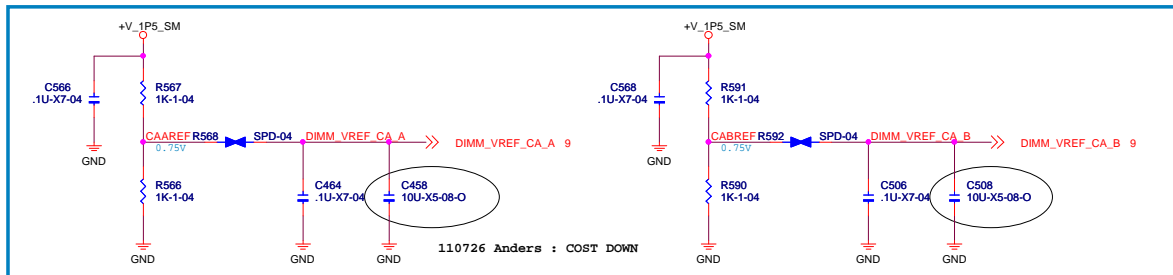 +V_1P5_SM
C566
.1U-X7-04
R567
1K-1-04
GND
CAAREF
0.75V
R568
SPD-04
DIMM_VREF_CA_A
DIMM_VREF_CA_A 9
R566
1K-1-04
C464
.1U-X7-04
C458
10U-X5-08-O
GND
GND
GND
+V_1P5_SM
C568
.1U-X7-04
R591
1K-1-04
GND
CABREF
0.75V
R592
SPD-04
DIMM_VREF_CA_B
DIMM_VREF_CA_B 9
R590
1K-1-04
C506
.1U-X7-04
C508
10U-X5-08-O
GND
GND
GND
110726 Anders : COST DOWN